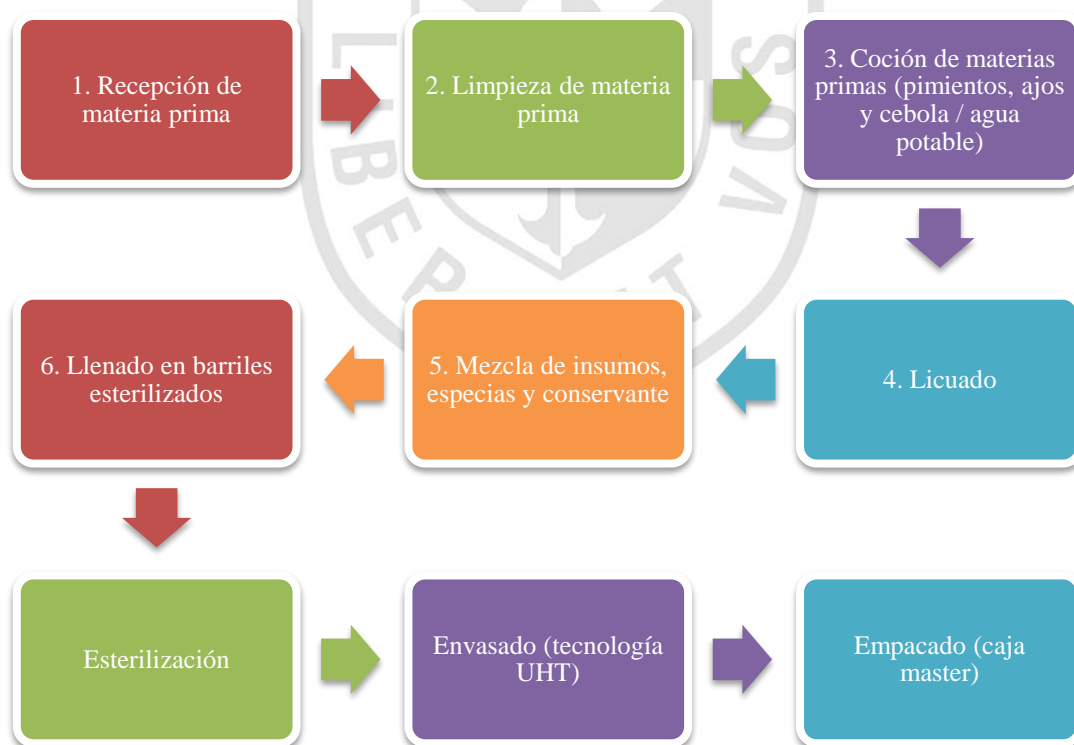 1. Recepción de
materia prima
2. Limpieza de materia
prima
3. Coción de materias
primas (pimientos, ajos
y cebola / agua
potable)
4. Licuado
5. Mezcla de insumos,
especias y conservante
6. Llenado en barriles
esterilizados
Esterilización
Envasado (tecnología
UHT)
Empacado (caja
master)